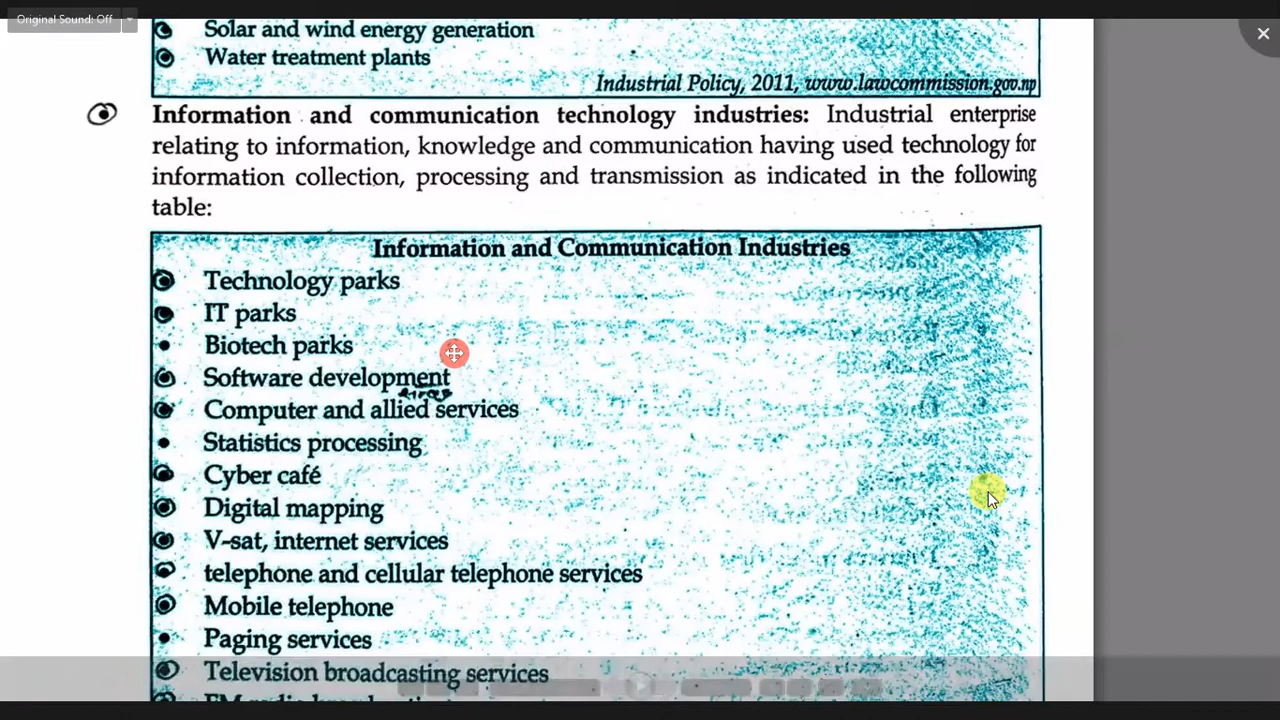 Original Sound: Off
Solar and wind energy generation
Water treatment plants
Industrial Policy, 2011, www.lawcommission.gov.np
Information and communication technology industries: Industrial enterprise
relating to information, knowledge and communication having used technology for
information collection, processing and transmission as indicated in the following
table:
Information and Communication Industries
Technology parks
IT parks
Biotech parks
Software development
Computer and allied services
Statistics processing
Cyber café
Digital mapping
V-sat, internet services
telephone and cellular telephone services
Mobile telephone
Paging services
Television broadcasting services